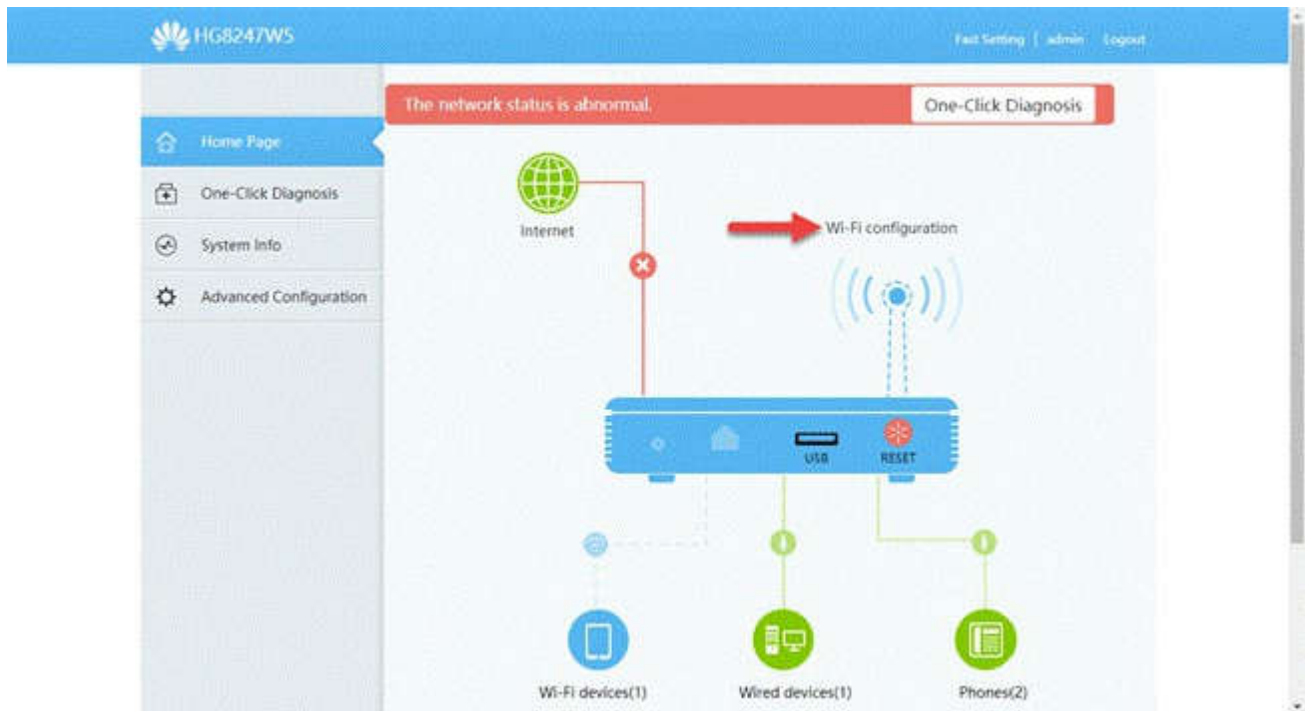 HG8247W5
Fast Setting | admin Logout
The network status is abnormal.
One-Click Diagnosis
Home Page
One-Click Diagnosis
System Info
Advanced Configuration
Internet
Wi-Fi configuration
USB
RESET
Wi-Fi devices(1)
Wired devices(1)
Phones(2)